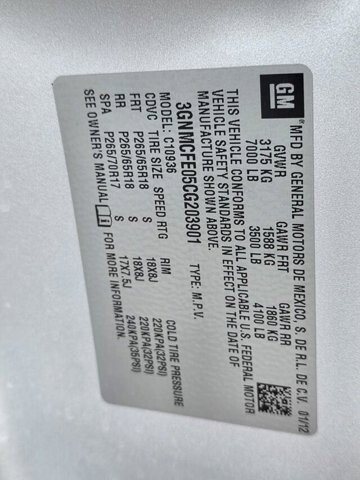 GM
MFD BY GENERAL MOTORS DE MEXICO S. DE R.L. DE C.V. 01/12
GVWR GAWR FRT GAWR RR
3175 KG 1588 KG 1860 KG
7000 LB 3500 LB 4100 LB
THIS VEHICLE CONFORMS TO ALL APPLICABLE U.S. FEDERAL MOTOR
VEHICLE SAFETY STANDARDS IN EFFECT ON THE DATE OF
MANUFACTURE SHOWN ABOVE.
3GNMCFE05CG203901 TYPE: M.P.V.
MODEL: C10936
CDVC TIRE SIZE SPEED RTG RIM COLD TIRE PRESSURE
FRT P265/65R18 S 18X8J 220KPA(32PSI)
RR P265/65R18 S 18X8J 220KPA(32PSI)
SPA P265/70R17 S 17X7.5J 240KPA(35PSI)
SEE OWNER'S MANUAL FOR MORE INFORMATION.